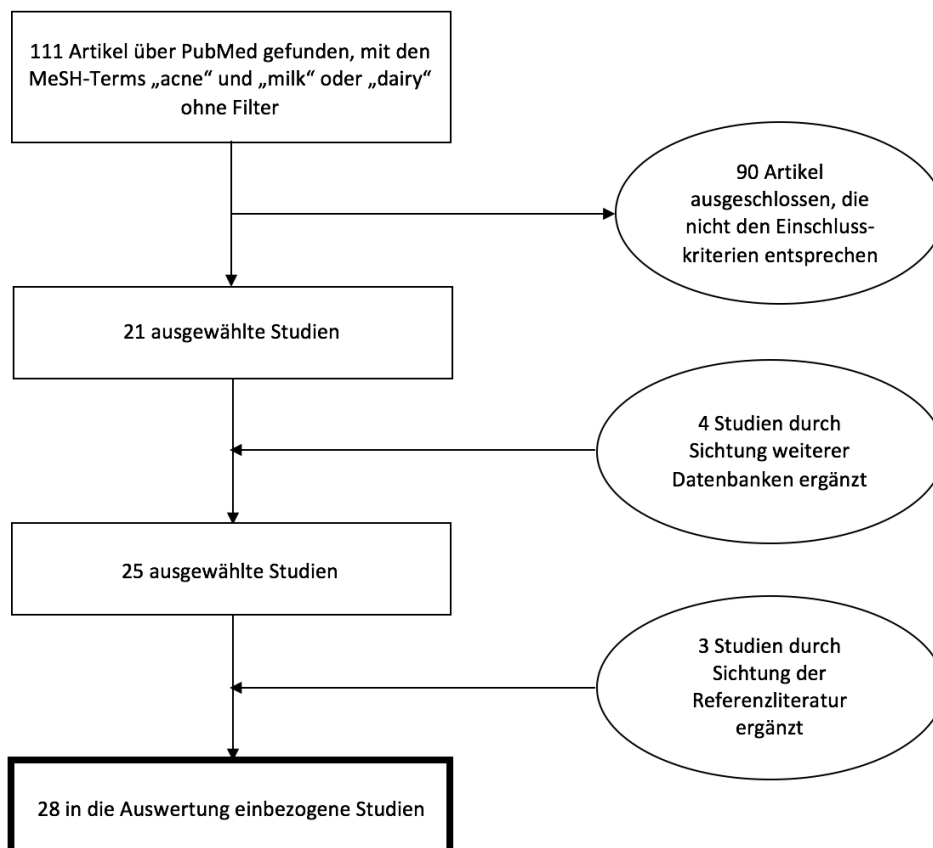 111 Artikel über PubMed gefunden, mit den
MeSH-Terms „acne“ und „milk“ oder „dairy“
ohne Filter
90 Artikel
ausgeschlossen, die
nicht den Einschluss-
kriterien entsprechen
21 ausgewählte Studien
4 Studien durch
Sichtung weiterer
Datenbanken ergänzt
25 ausgewählte Studien
3 Studien durch
Sichtung der
Referenzliteratur
ergänzt
28 in die Auswertung einbezogene Studien